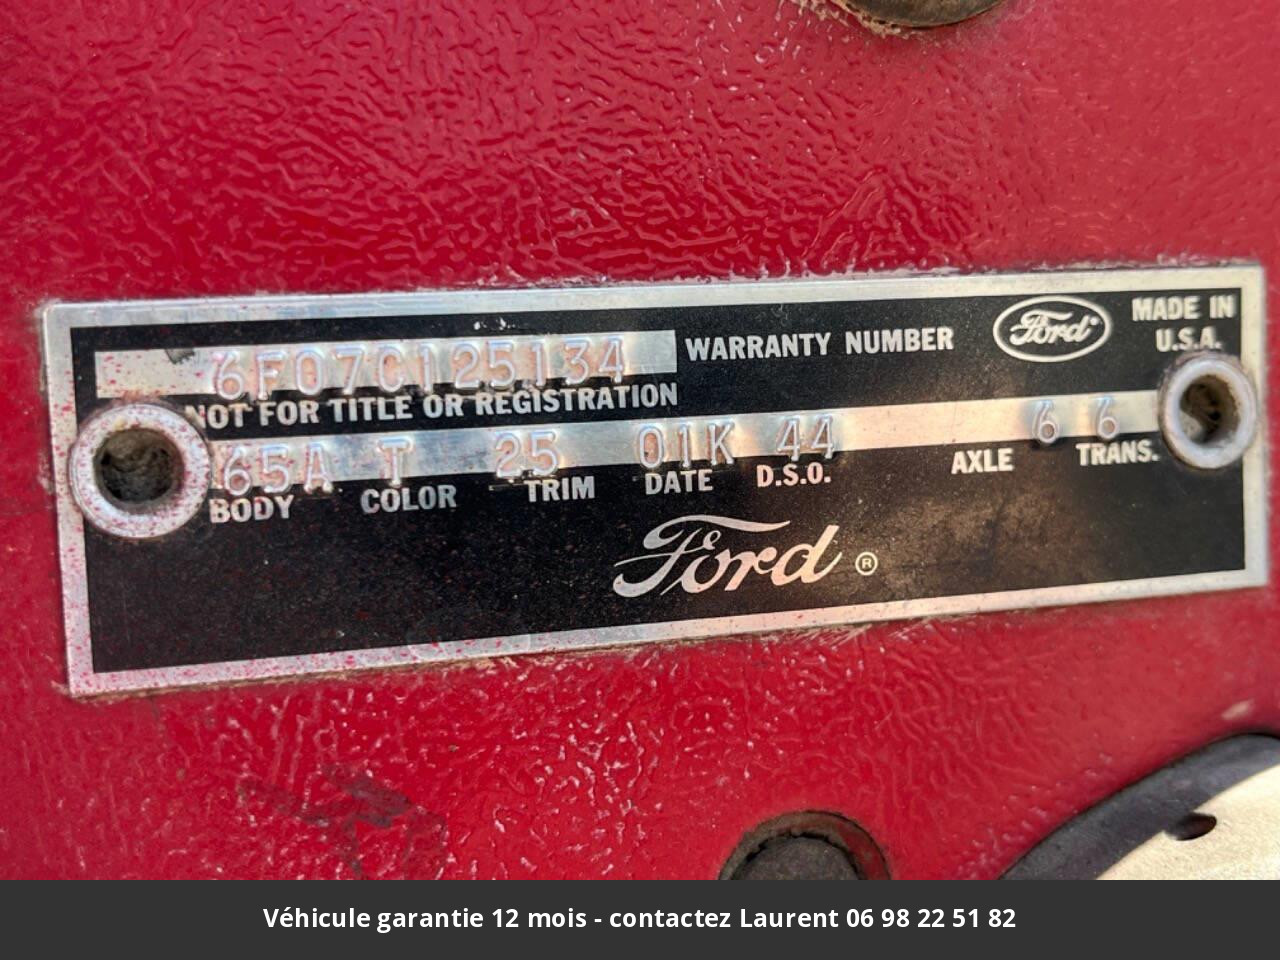 6F07C125134 WARRANTY NUMBER Ford MADE IN
U.S.A.
NOT FOR TITLE OR REGISTRATION
65A T 25 01K 44 6 6
BODY COLOR TRIM DATE D.S.O. AXLE TRANS.
Ford ®
Véhicule garantie 12 mois - contactez Laurent 06 98 22 51 82